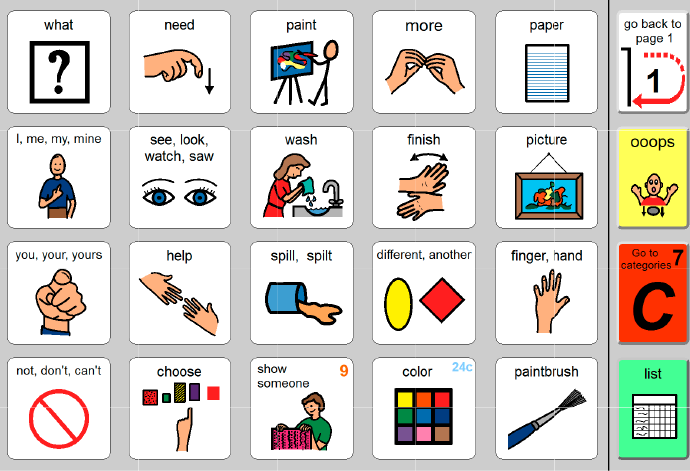 what
?
need
paint
more
paper
go back to
page 1
1
I, me, my, mine
see, look,
watch, saw
wash
finish
picture
ooops
you, your, yours
help
spill, spilt
different, another
finger, hand
Go to
categories 7
C
not, don't, can't
choose
show
someone
9
color
24c
paintbrush
list